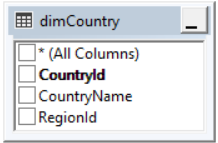 dimCountry
* (All Columns)
CountryId
CountryName
RegionId